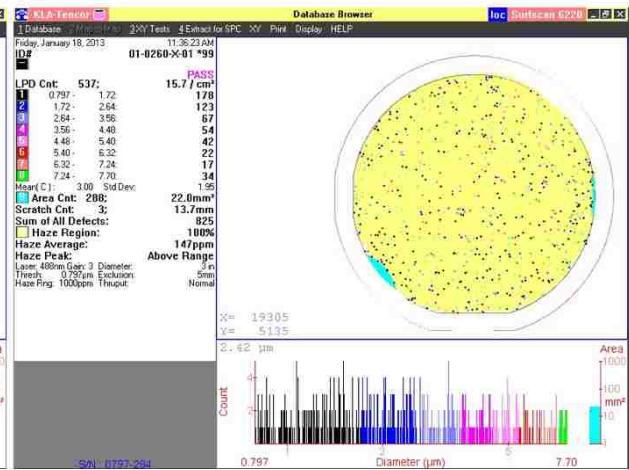 KLA-Tencor
Database Browser
loc Surfscan 6220
1 Database
3 XY Tests 4 Extract for SPC XY Print Display HELP
Friday, January 18, 2013 11:36:23 AM
ID# 01-0260-X-01 *99
PASS
LPD Cnt: 537; 15.7 / cm²
1 0.797 - 1.72: 178
2 1.72 - 2.64: 123
3 2.64 - 3.56: 67
4 3.56 - 4.48: 54
5 4.48 - 5.40: 42
6 5.40 - 6.32: 22
7 6.32 - 7.24: 17
8 7.24 - 7.70: 34
Mean( C ): 3.00 Std Dev: 1.95
Area Cnt: 288; 22.0mm²
Scratch Cnt: 3; 13.7mm
Sum of All Defects: 825
Haze Region: 100%
Haze Average: 147ppm
Haze Peak: Above Range
Laser: 488nm Gain: 3 Diameter: 3 in
Thresh: 0.797µm Exclusion: 5mm
Haze Rng: 1000ppm Thruput: Normal
X= 19305
Y= 5135
2.42 µm
Area
1000
100
mm²
10
1
Count
4
2
1 2 5
0.797 Diameter (µm) 7.70
S/N : 0797-284